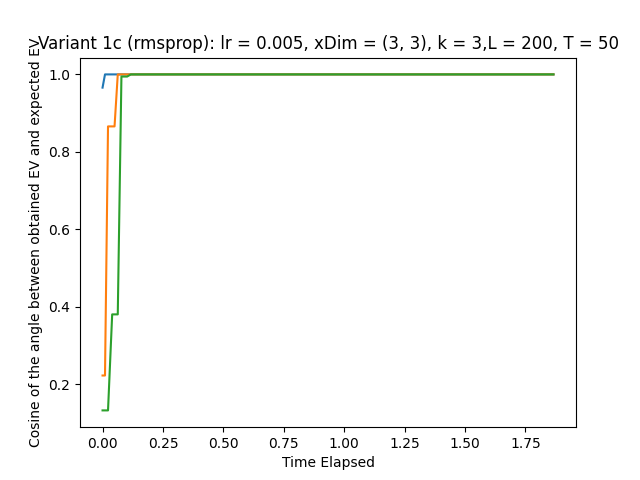 Variant 1c (rmsprop): lr = 0.005, xDim = (3, 3), k = 3,L = 200, T = 50
Cosine of the angle between obtained EV and expected EV
1.0
0.8
0.6
0.4
0.2
0.00 0.25 0.50 0.75 1.00 1.25 1.50 1.75
Time Elapsed